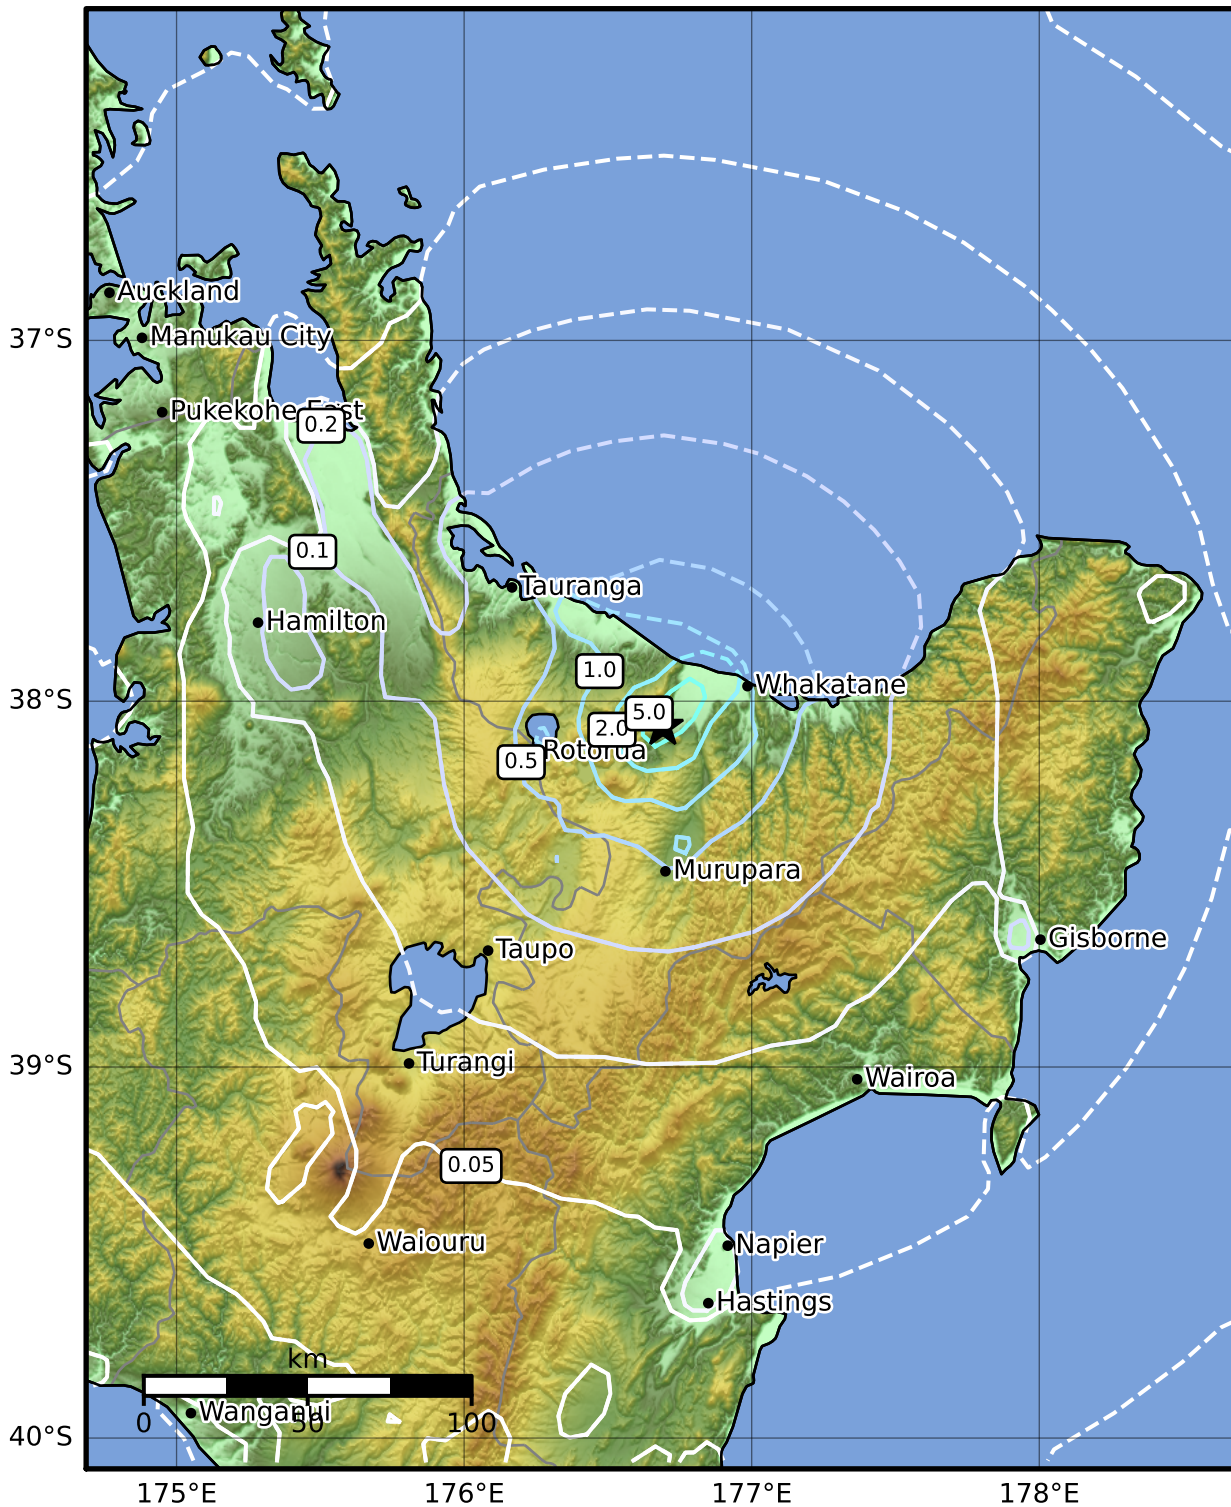 Auckland
37°S
Manukau City
Pukekohe East
0.2
0.1
Tauranga
Hamilton
1.0
Whakatane
38°S
5.0
2.0
Rotorua
0.5
Murupara
Gisborne
Taupo
Turangi
39°S
Wairoa
0.05
Waiouru
Napier
Hastings
km
0 50 100
Wanganui
40°S
175°E 176°E 177°E 178°E